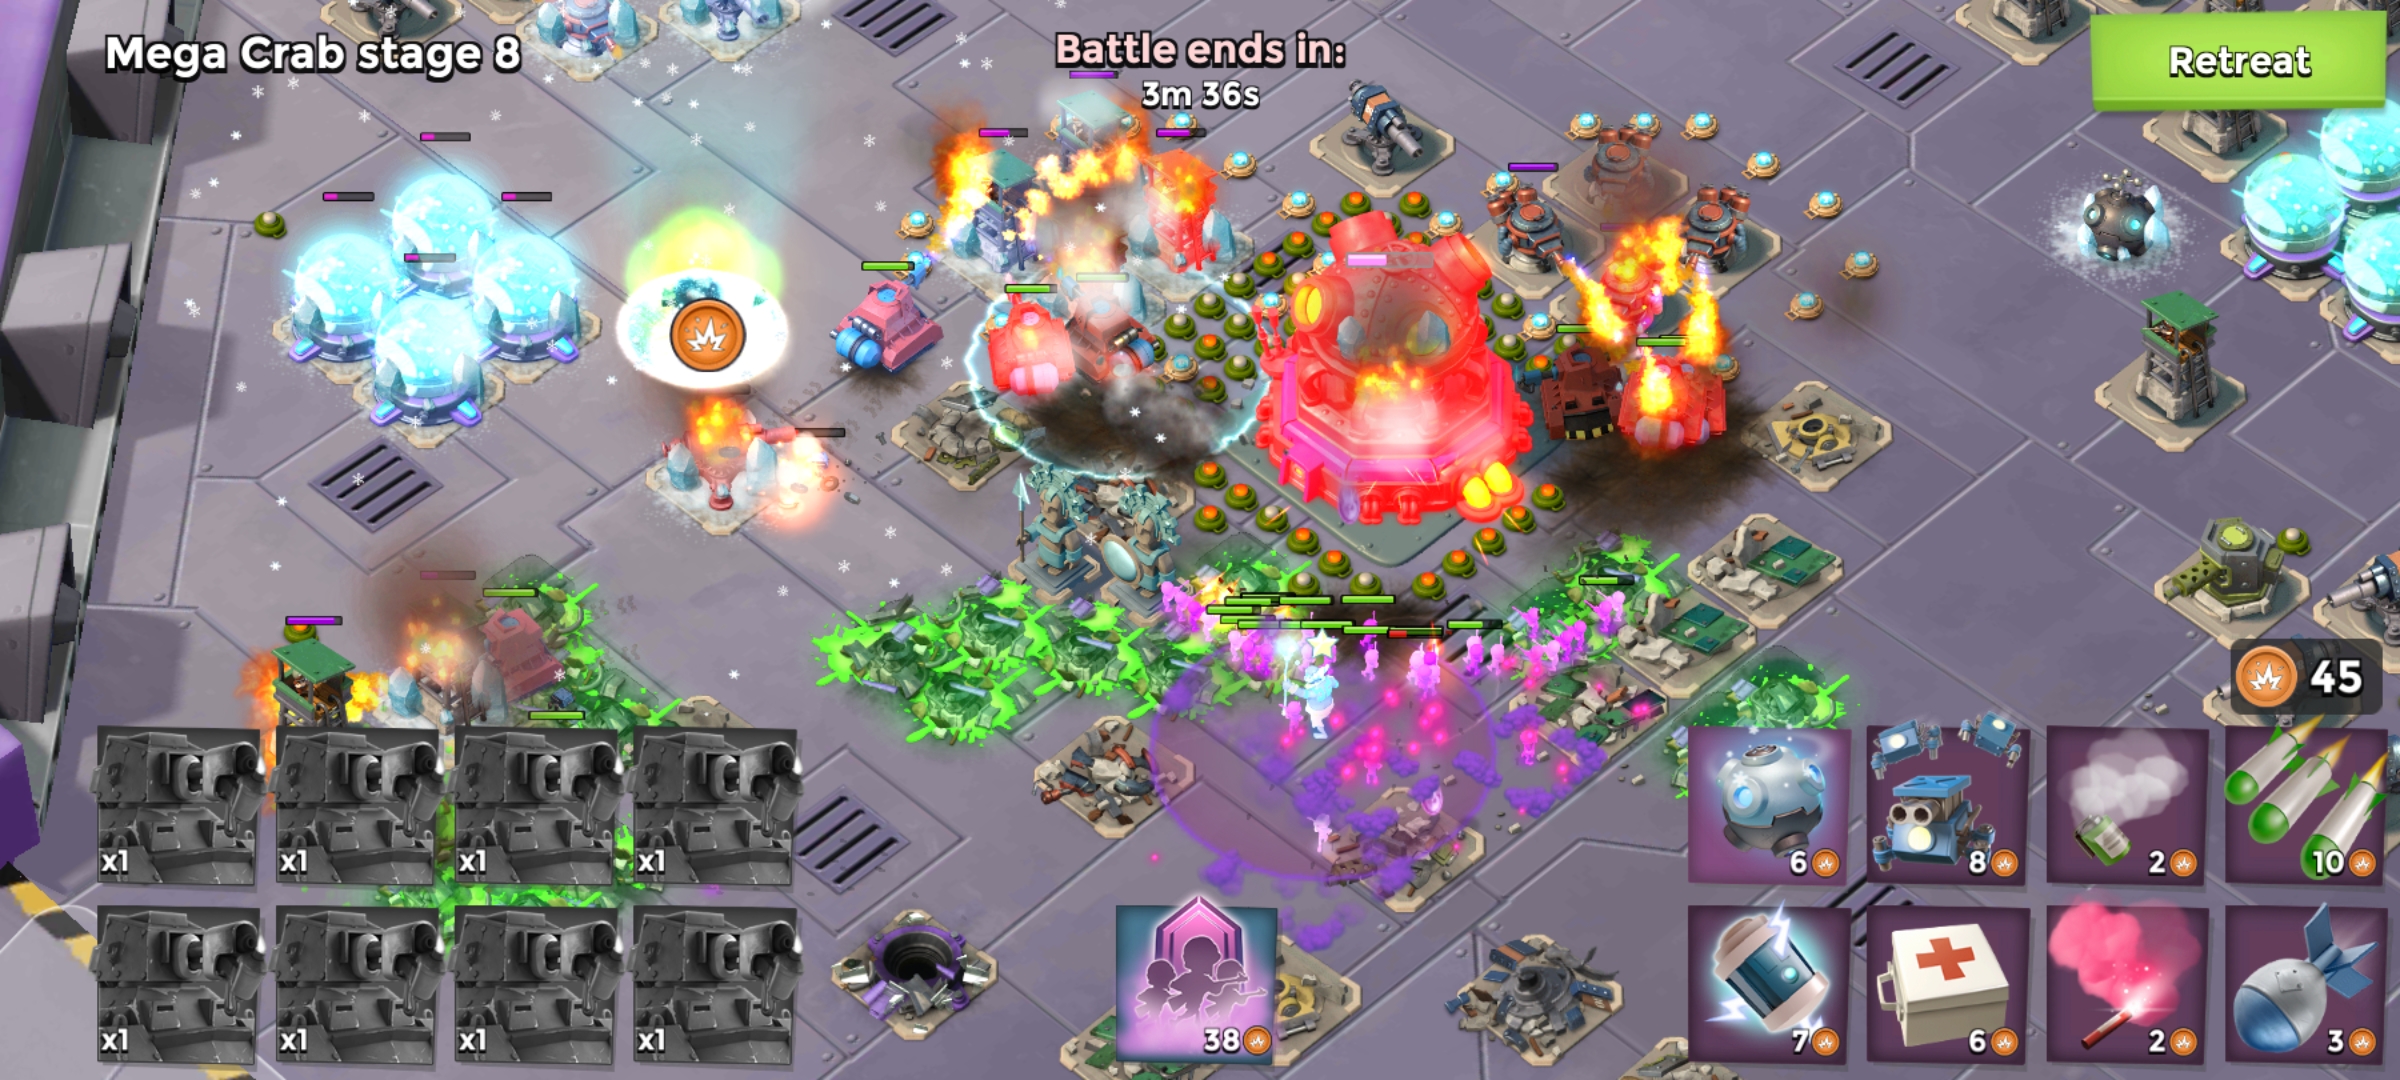 Mega Crab stage 8
Battle ends in:
3m 36s
Retreat
45
x1
x1
x1
x1
6
8
2
10
x1
x1
x1
x1
38
7
6
2
3